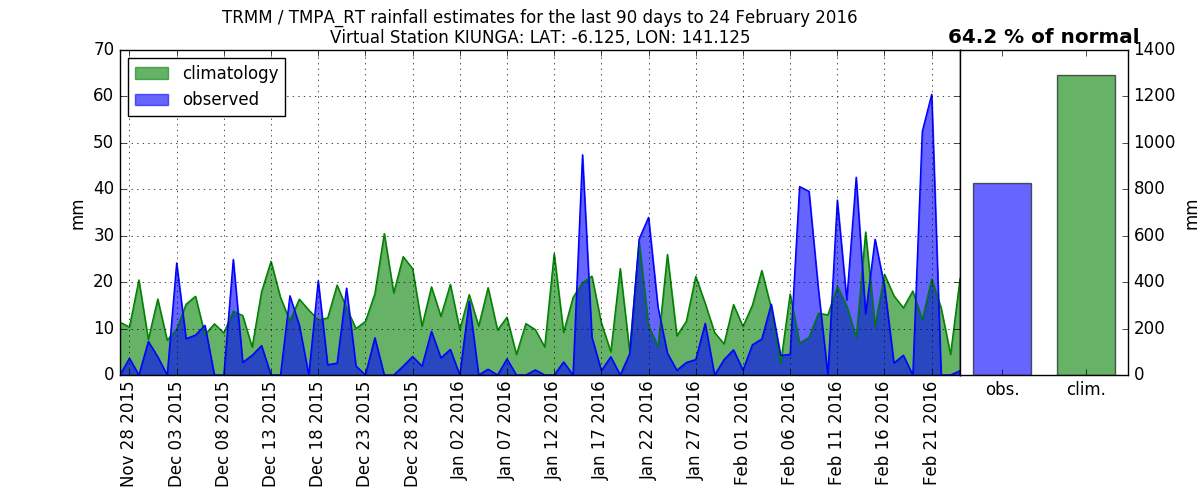 TRMM / TMPA_RT rainfall estimates for the last 90 days to 24 February 2016
Virtual Station KIUNGA: LAT: -6.125, LON: 141.125
64.2 % of normal
climatology
observed
70
60
50
40
30
20
10
0
mm
1400
1200
1000
800
600
400
200
0
mm
Nov 28 2015
Dec 03 2015
Dec 08 2015
Dec 13 2015
Dec 18 2015
Dec 23 2015
Dec 28 2015
Jan 02 2016
Jan 07 2016
Jan 12 2016
Jan 17 2016
Jan 22 2016
Jan 27 2016
Feb 01 2016
Feb 06 2016
Feb 11 2016
Feb 16 2016
Feb 21 2016
obs.
clim.